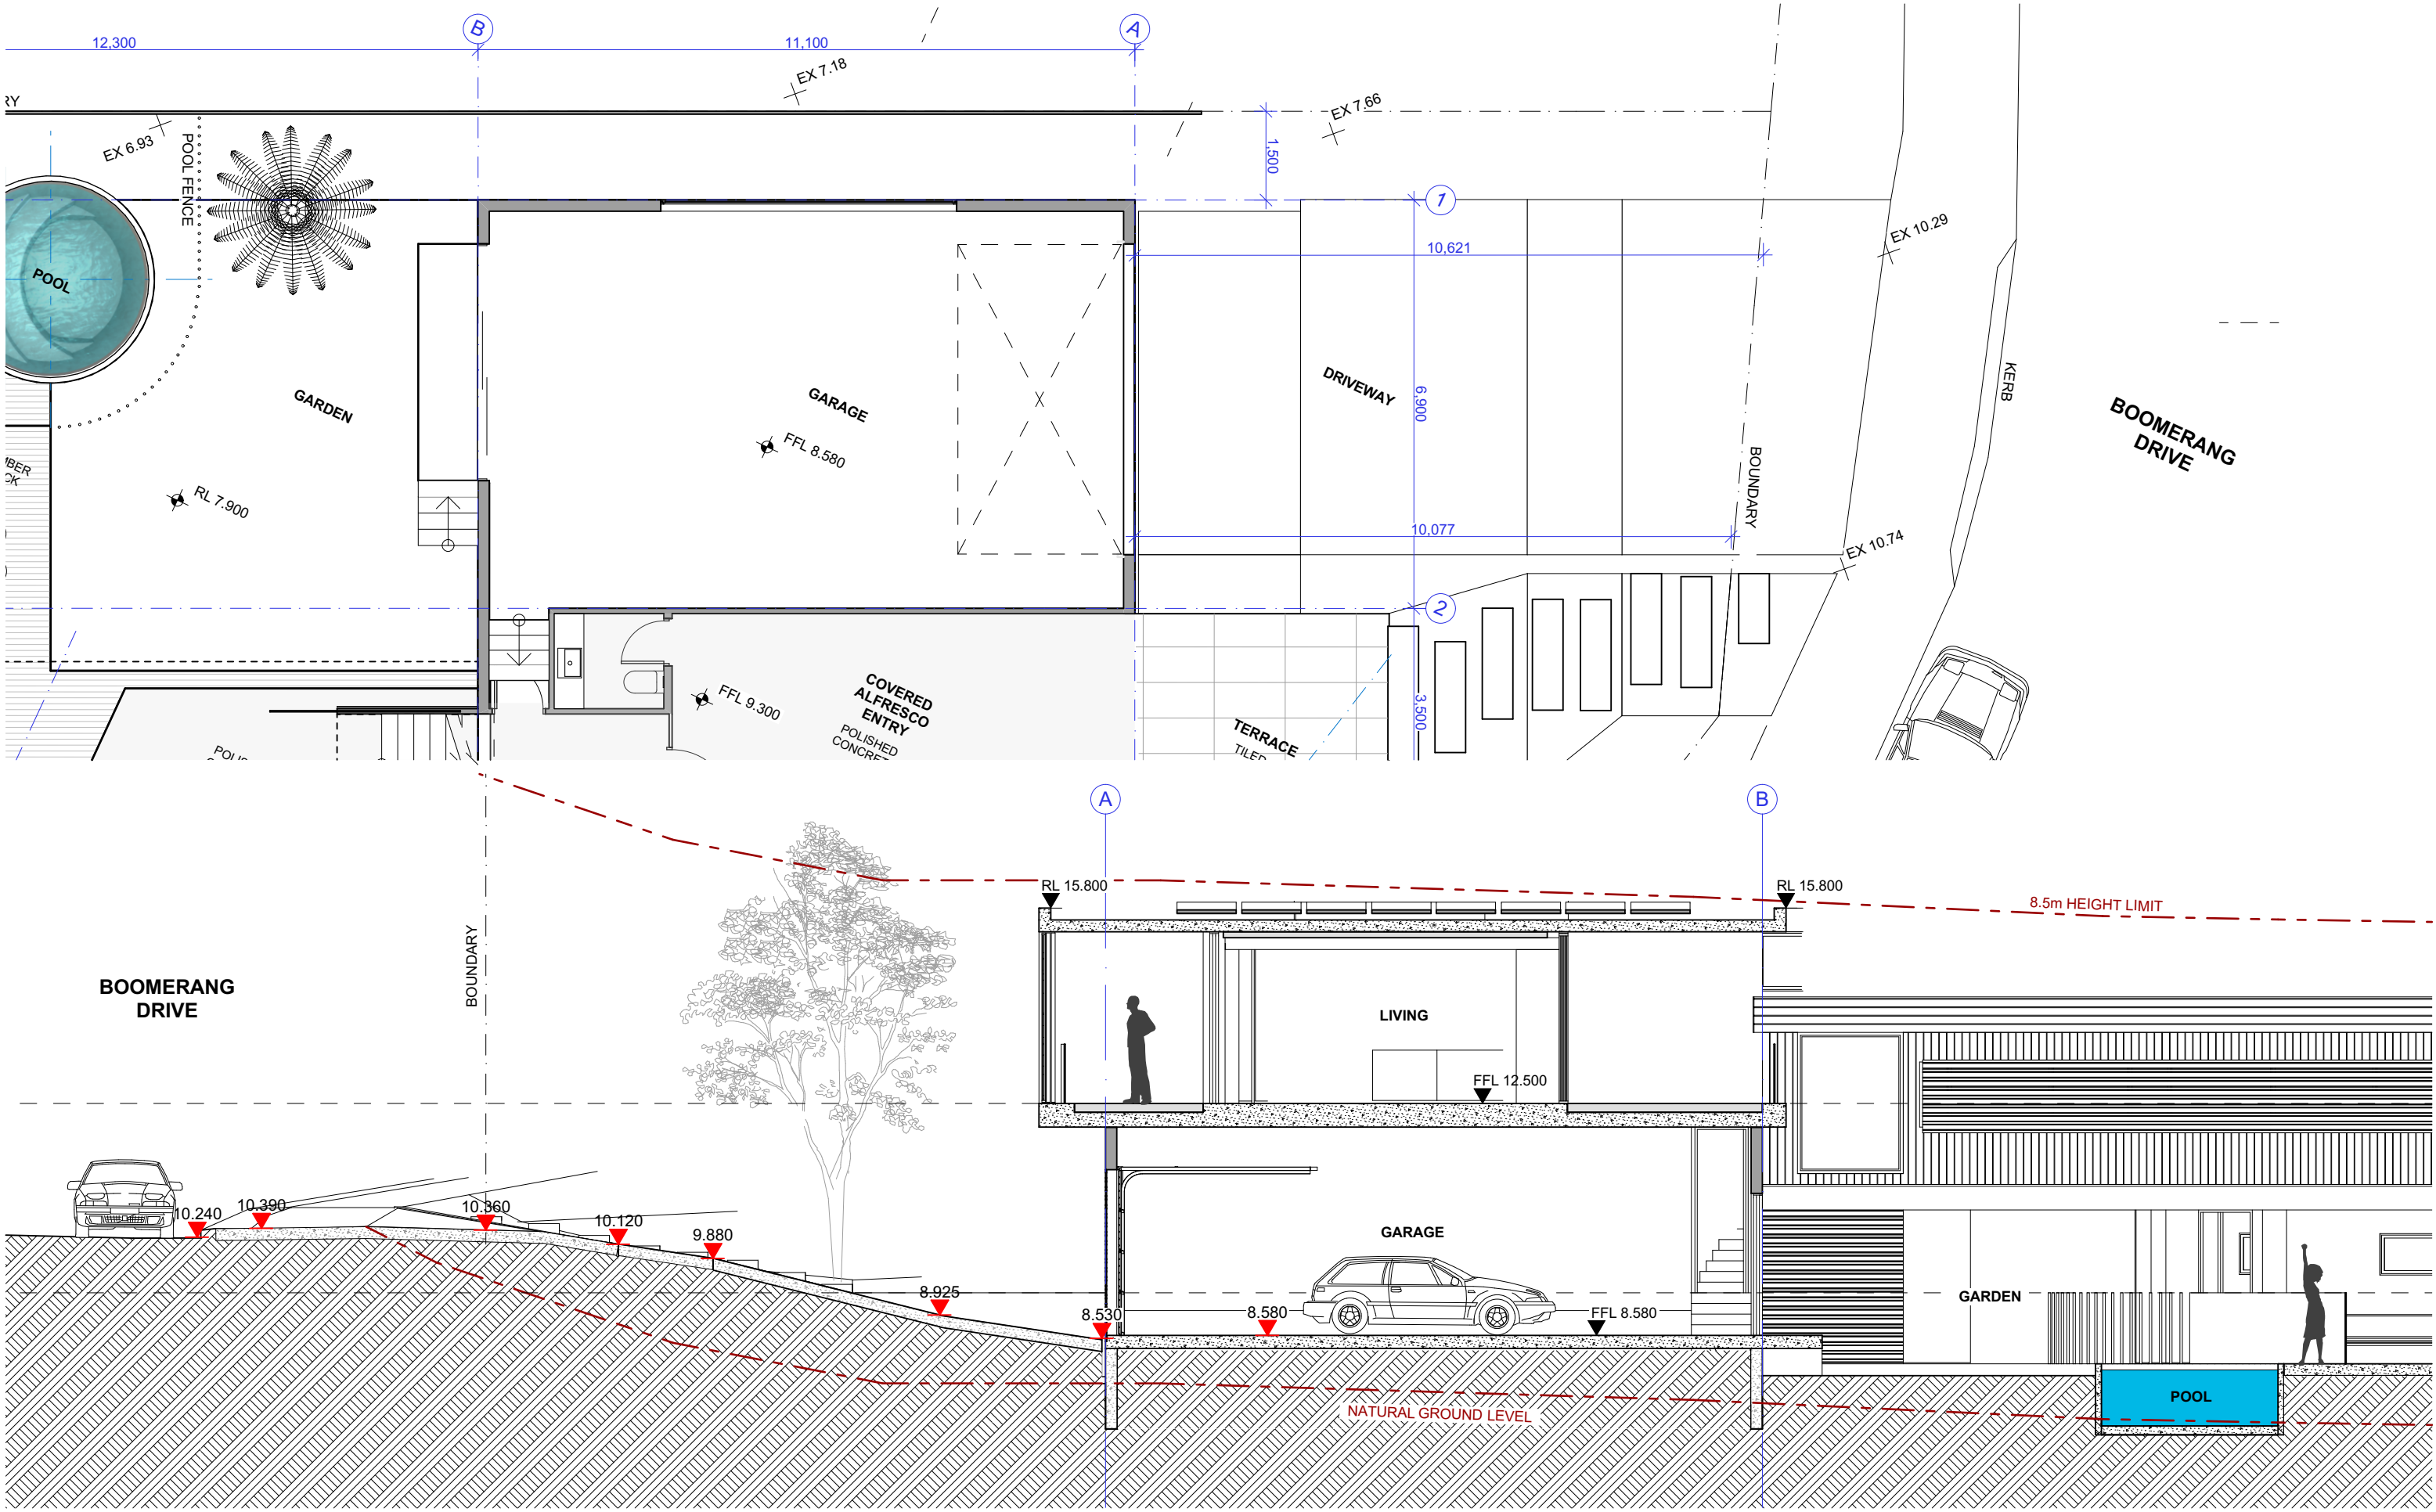 B
A
12,300
11,100
EX 7.18
RY
EX 7.66
EX 6.93
POOL FENCE
1,500
1
EX 10.29
10,621
POOL
GARDEN
GARAGE
FFL 8.580
DRIVEWAY
6,900
KERB
BOOMERANG
DRIVE
BOUNDARY
RL 7.900
10,077
EX 10.74
2
FFL 9.300
COVERED
ALFRESCO
ENTRY
POLISHED
TERRACE
3,500
A
B
RL 15.800
RL 15.800
8.5m HEIGHT LIMIT
BOUNDARY
BOOMERANG
DRIVE
LIVING
FFL 12.500
10.240
10.390
10.360
10.120
9.880
GARAGE
8.925
8.530
8.580
FFL 8.580
GARDEN
NATURAL GROUND LEVEL
POOL